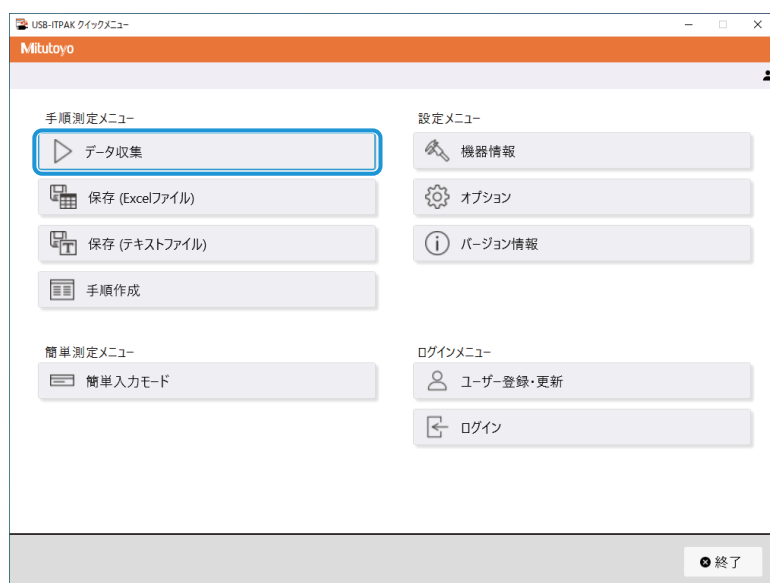 USB-ITPAK クイックメニュー
Mitutoyo
手順測定メニュー
データ収集
保存 (Excelファイル)
保存 (テキストファイル)
手順作成
簡単測定メニュー
簡単入力モード
設定メニュー
機器情報
オプション
バージョン情報
ログインメニュー
ユーザー登録・更新
ログイン
終了